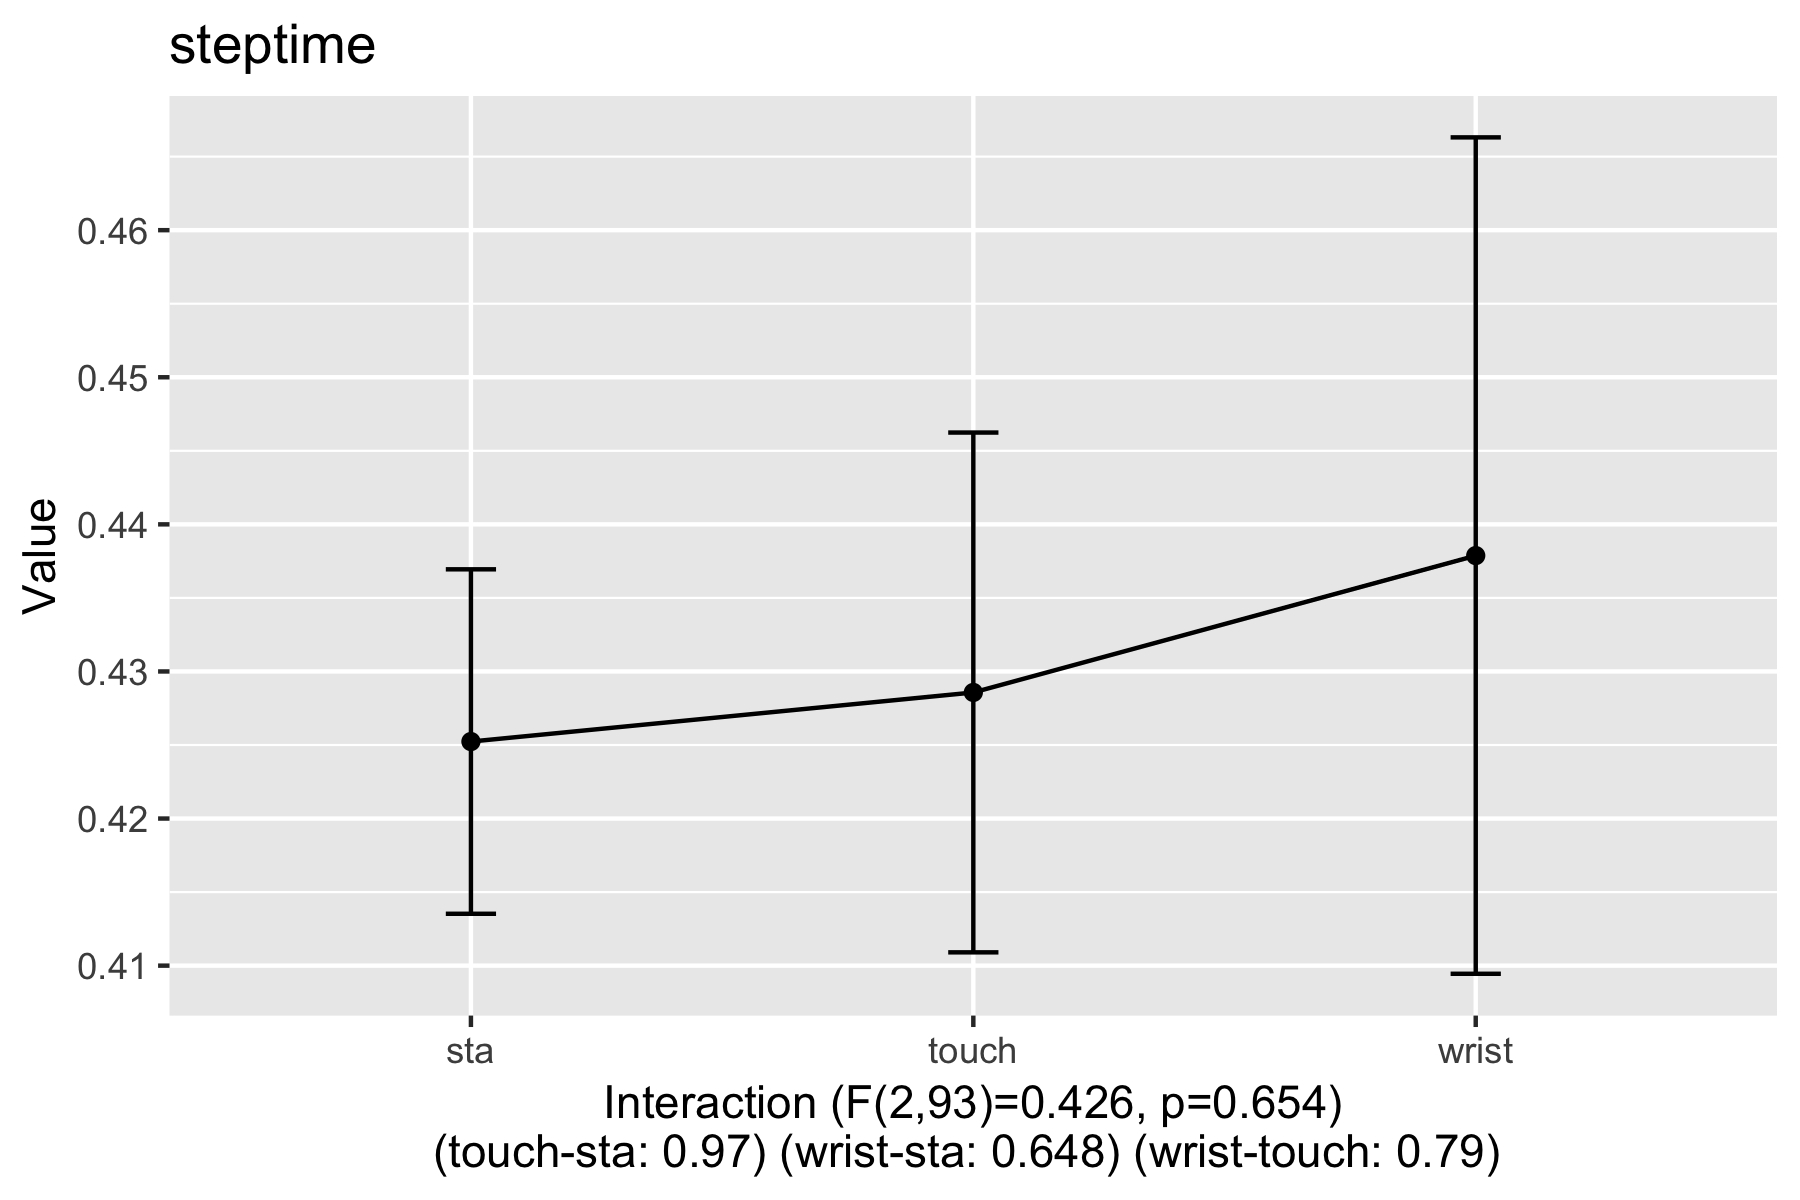 steptime
0.46
0.45
0.44
0.43
0.42
0.41
Value
sta touch wrist
Interaction (F(2,93)=0.426, p=0.654)
(touch-sta: 0.97) (wrist-sta: 0.648) (wrist-touch: 0.79)